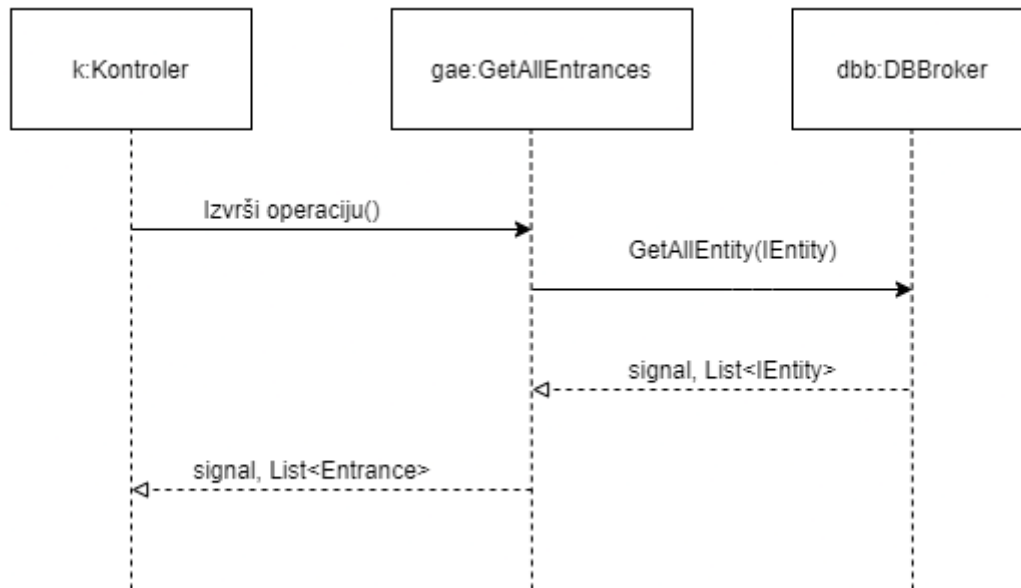 k:Kontroler
gae:GetAllEntrances
dbb:DBBroker
Izvrši operaciju()
GetAllEntity(IEntity)
signal, List<IEntity>
signal, List<Entrance>